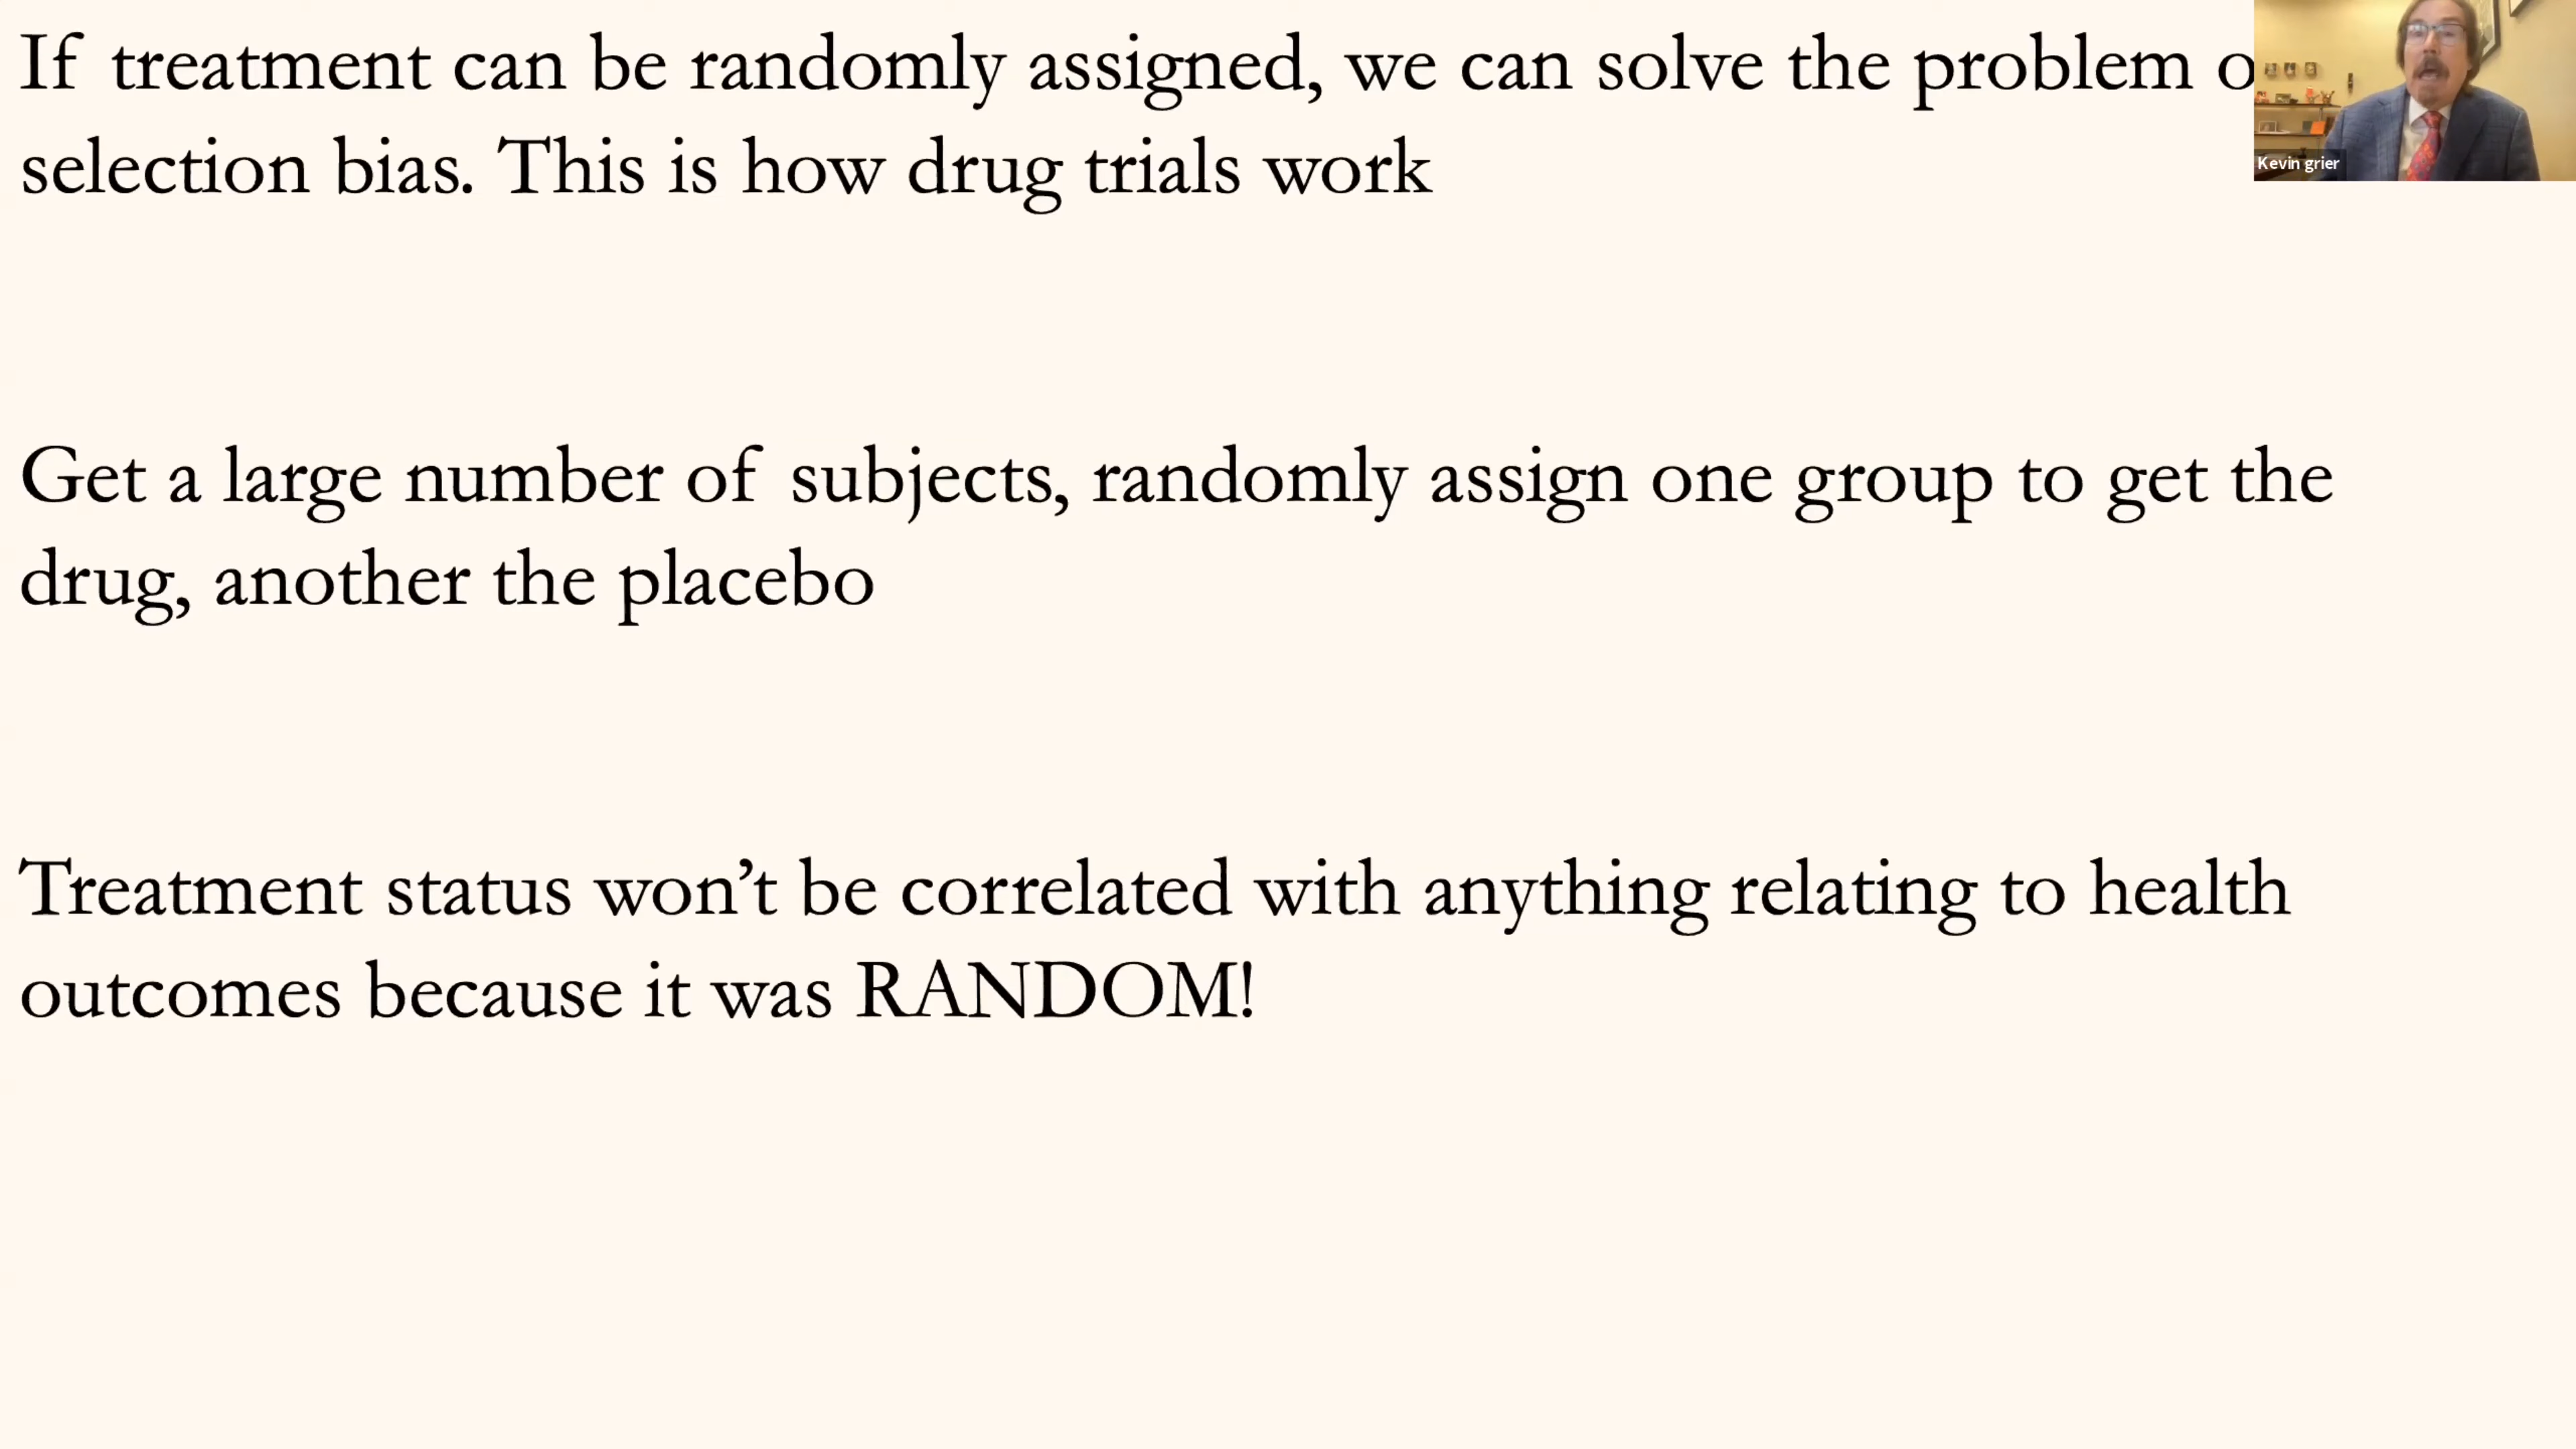 If treatment can be randomly assigned, we can solve the problem o
selection bias. This is how drug trials work
Kevin grier
Get a large number of subjects, randomly assign one group to get the
drug, another the placebo
Treatment status won’t be correlated with anything relating to health
outcomes because it was RANDOM!